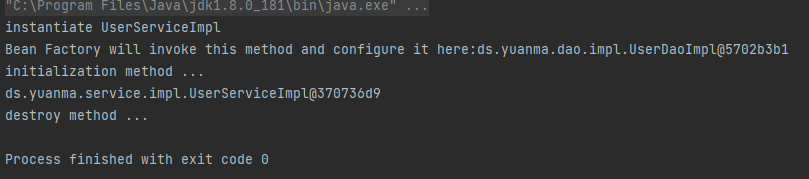 "C:\Program Files\Java\jdk1.8.0_181\bin\java.exe" ...
instantiate UserServiceImpl
Bean Factory will invoke this method and configure it here:ds.yuanma.dao.impl.UserDaoImpl@5702b3b1
initialization method ...
ds.yuanma.service.impl.UserServiceImpl@370736d9
destroy method ...
Process finished with exit code 0